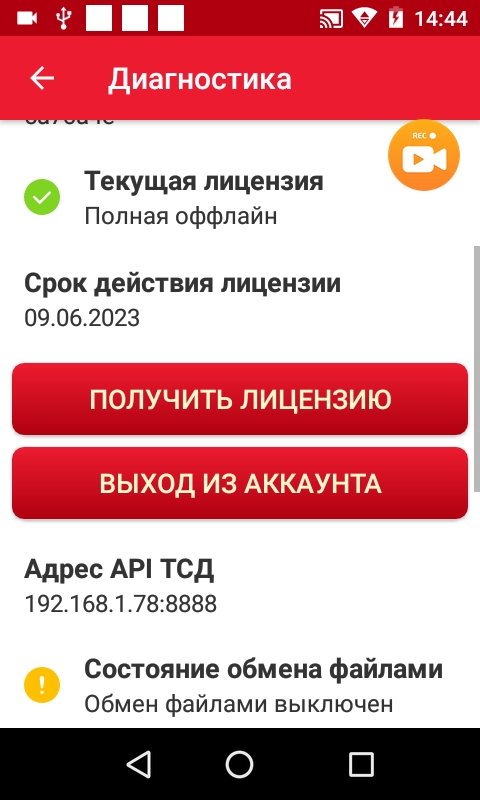 14:44
Диагностика
REC
Текущая лицензия
Полная оффлайн
Срок действия лицензии
09.06.2023
ПОЛУЧИТЬ ЛИЦЕНЗИЮ
ВЫХОД ИЗ АККАУНТА
Адрес API ТСД
192.168.1.78:8888
Состояние обмена файлами
Обмен файлами выключен